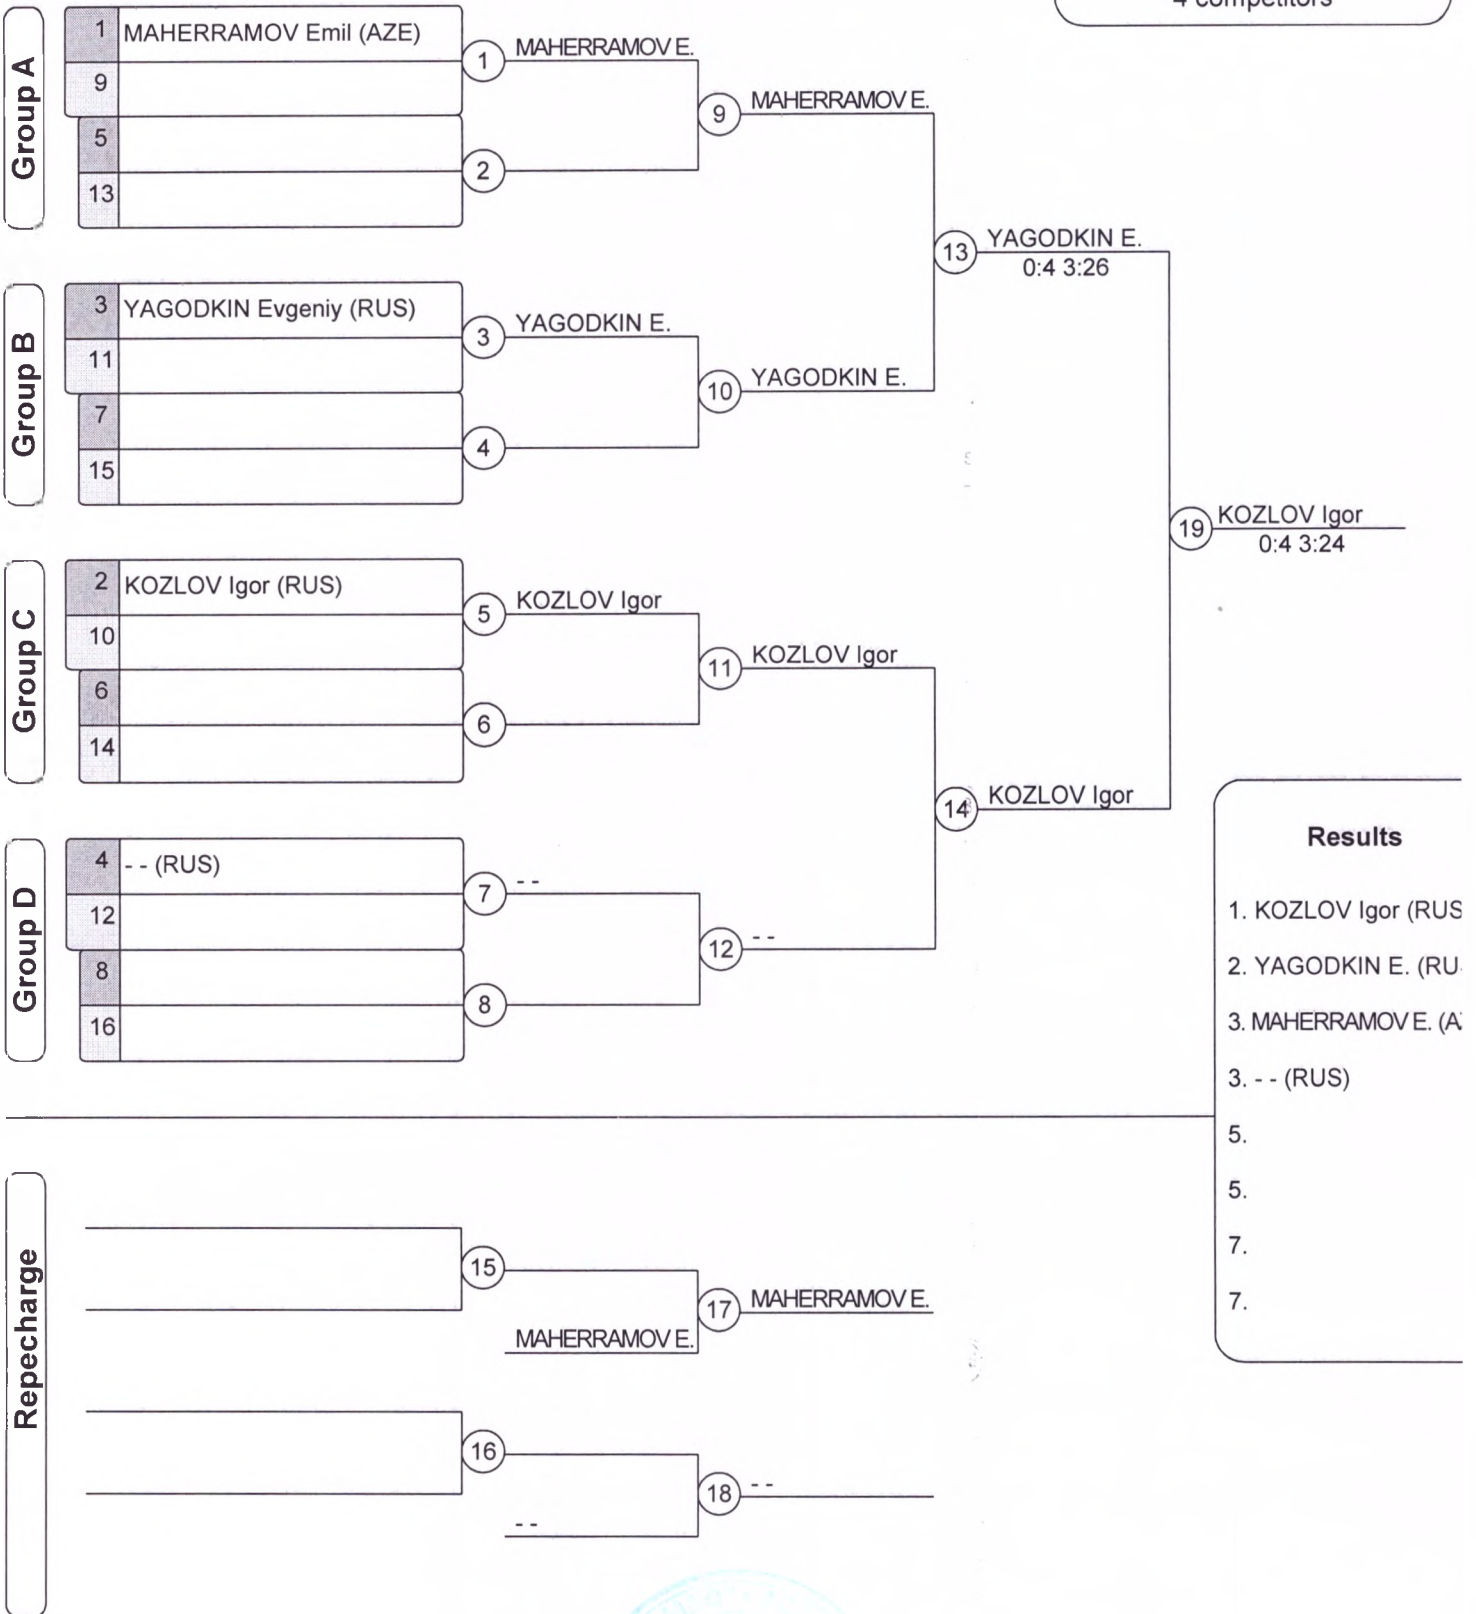 4 competitors
Group A
1 MAHERRAMOV Emil (AZE)
9
5
13
1 MAHERRAMOV E.
2
9 MAHERRAMOV E.
13 YAGODKIN E.
0:4 3:26
Group B
3 YAGODKIN Evgeniy (RUS)
11
7
15
3 YAGODKIN E.
4
10 YAGODKIN E.
19 KOZLOV Igor
0:4 3:24
Group C
2 KOZLOV Igor (RUS)
10
6
14
5 KOZLOV Igor
6
11 KOZLOV Igor
14 KOZLOV Igor
Group D
4 - - (RUS)
12
8
16
7 - -
8
12 - -
Results
1. KOZLOV Igor (RUS
2. YAGODKIN E. (RU
3. MAHERRAMOV E. (A
3. - - (RUS)
5.
5.
7.
7.
Repecharge
15
MAHERRAMOV E.
17 MAHERRAMOV E.
16
- -
18 - -